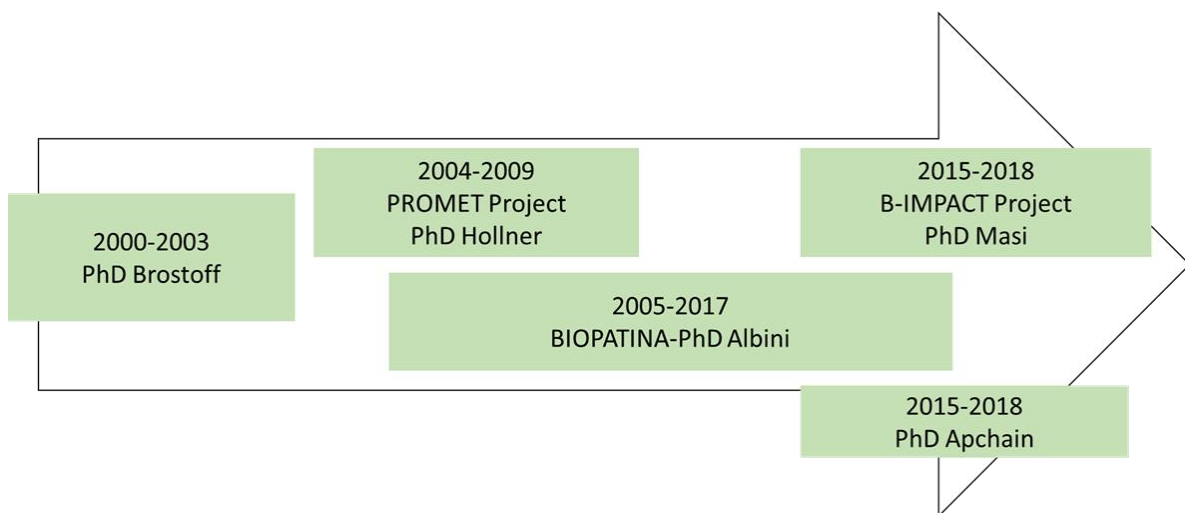 2000-2003
PhD Brostoff
2004-2009
PROMET Project
PhD Hollner
2005-2017
BIOPATINA-PhD Albini
2015-2018
B-IMPACT Project
PhD Masi
2015-2018
PhD Apchain